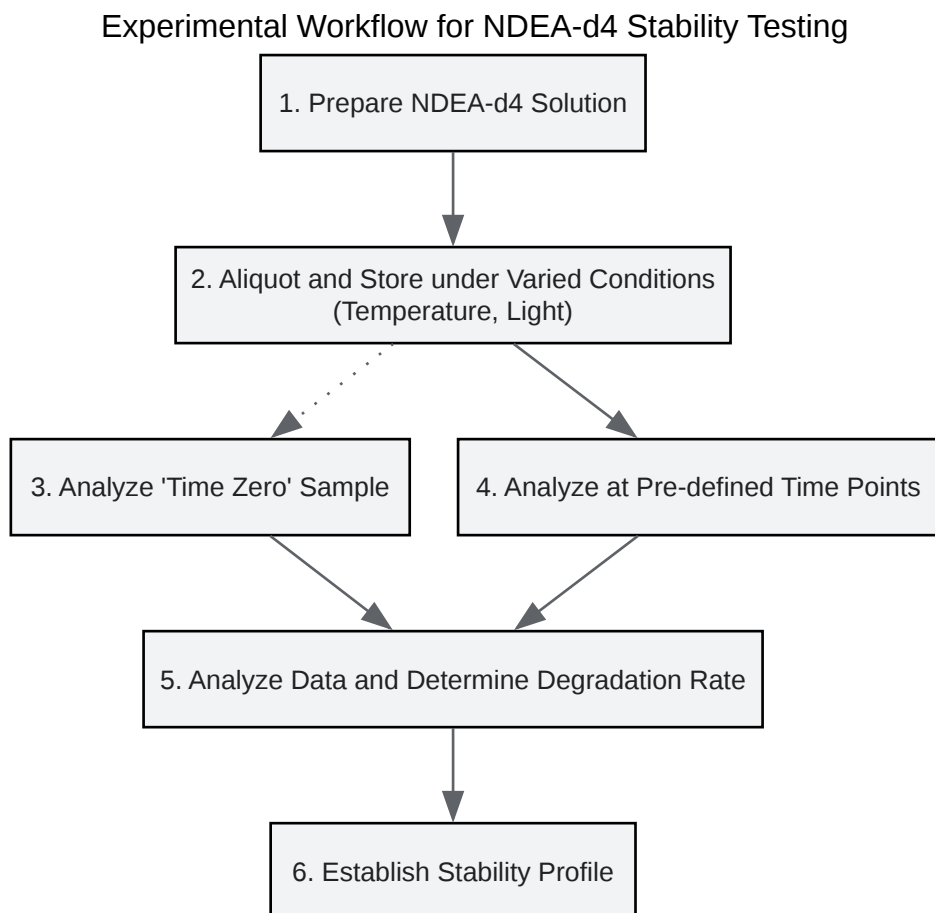 Experimental Workflow for NDEA-d4 Stability Testing
1. Prepare NDEA-d4 Solution
2. Aliquot and Store under Varied Conditions
(Temperature, Light)
3. Analyze 'Time Zero' Sample
4. Analyze at Pre-defined Time Points
5. Analyze Data and Determine Degradation Rate
6. Establish Stability Profile